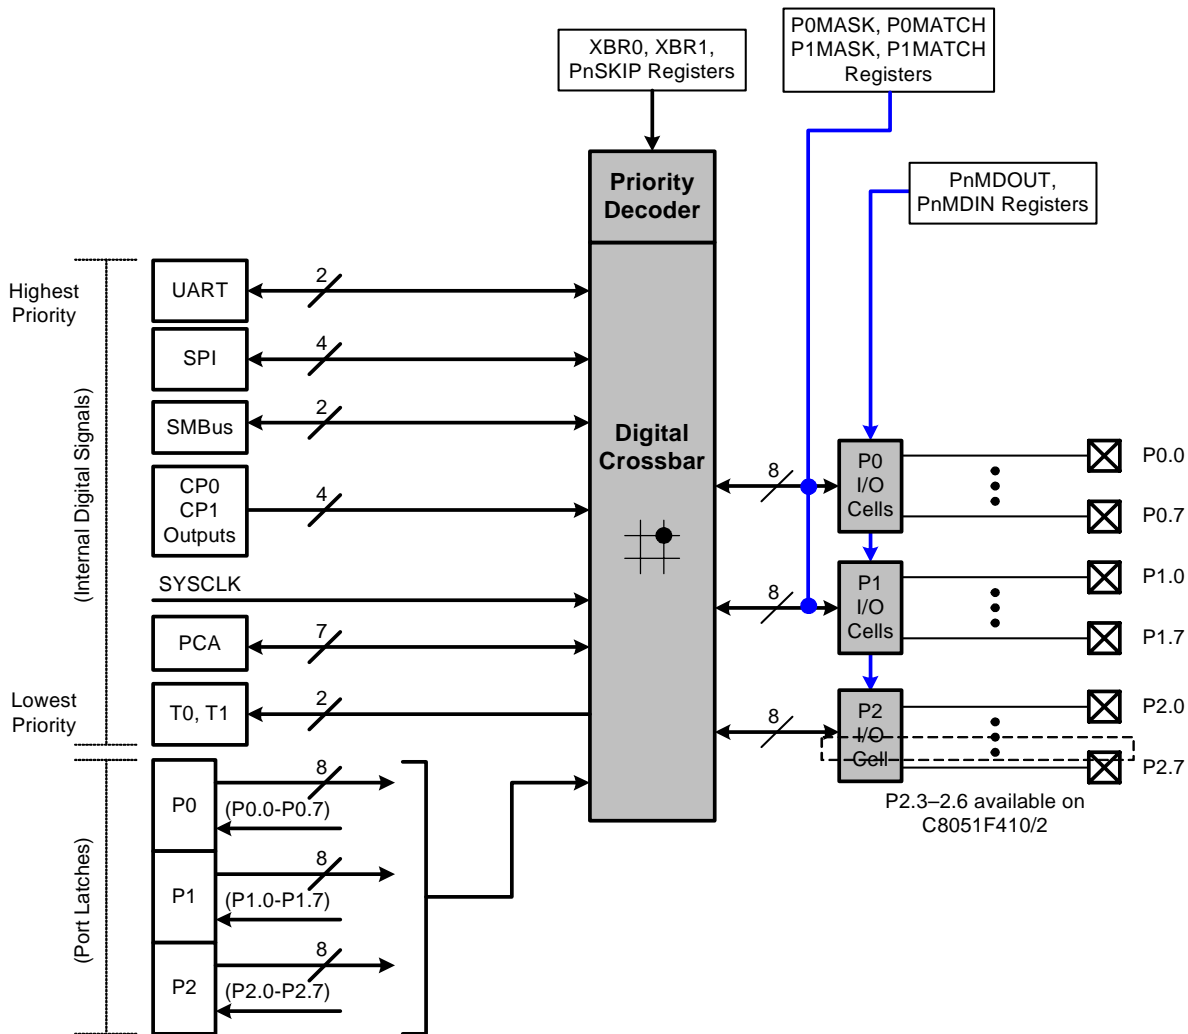 XBR0, XBR1,
PnSKIP Registers
P0MASK, P0MATCH
P1MASK, P1MATCH
Registers
PnMDOUT,
PnMDIN Registers
Priority
Decoder
Digital
Crossbar
Highest
Priority
(Internal Digital Signals)
Lowest
Priority
UART
2
SPI
4
SMBus
2
CP0
CP1
Outputs
4
SYSCLK
PCA
7
T0, T1
2
(Port Latches)
P0
8
(P0.0-P0.7)
P1
8
(P1.0-P1.7)
P2
8
(P2.0-P2.7)
8
P0
I/O
Cells
P0.0
P0.7
8
P1
I/O
Cells
P1.0
P1.7
8
P2
I/O
Cell
P2.0
P2.7
P2.3–2.6 available on
C8051F410/2